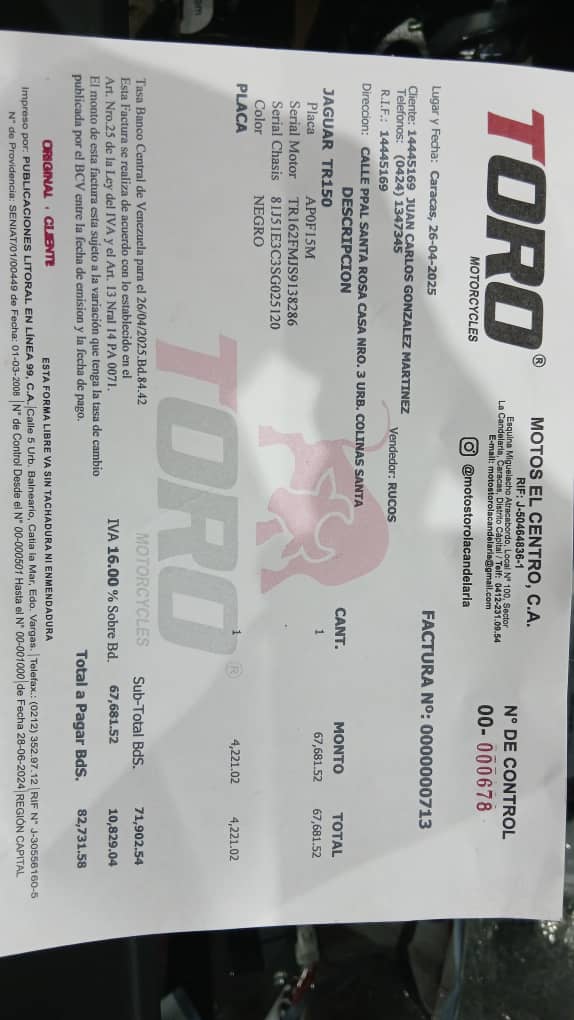 TORO®
MOTORCYCLES
MOTOS EL CENTRO, C.A.
RIF: J-50464836-1
Esquina Miguelacho Atracabordo, Local Nº 100, Sector
La Candelaria, Caracas, Distrito Capital / Telf: 0412-231.09.54
E-mail: motostorolacandelaria@gmail.com
@motostorolacandelaria
N° DE CONTROL
00- 000678
FACTURA Nº: 0000000713
Lugar y Fecha: Caracas, 26-04-2025
Cliente: 14445169 JUAN CARLOS GONZALEZ MARTINEZ
Telefonos: (0424) 1347345 Vendedor: RUCOS
R.I.F.: 14445169
Direccion: CALLE PPAL SANTA ROSA CASA NRO. 3 URB. COLINAS SANTA
DESCRIPCION CANT. MONTO TOTAL
JAGUAR TR150 1 67,681.52 67,681.52
Placa AP0F15M
Serial Motor TR162FMJS9138286
Serial Chasis 81J51E3C3SG025120
Color NEGRO
PLACA 1 4,221.02 4,221.02
TORO®
MOTORCYCLES
Tasa Banco Central de Venezuela para el 26/04/2025.Bd.84.42
Sub-Total BdS. 71,902.54
Esta Factura se realiza de acuerdo con lo establecido en el
Art. Nro.25 de la Ley del IVA y el Art. 13 Nral 14 PA 0071.
IVA 16.00 % Sobre Bd. 67,681.52 10,829.04
El monto de esta factura esta sujeto a la variación que tenga la tasa de cambio
publicada por el BCV entre la fecha de emision y la fecha de pago.
Total a Pagar BdS. 82,731.58
ORIGINAL - CLIENTE
ESTA FORMA LIBRE VA SIN TACHADURA NI ENMENDADURA
Impreso por: PUBLICACIONES LITORAL EN LÍNEA 99, C.A.|Calle 5 Urb. Balneario, Catia la Mar, Edo. Vargas. |Telefax.: (0212) 352.97.12 |RIF N° J-30556160-5
N° de Providencia: SENIAT/01/00449 de Fecha: 01-03-2008 |N° de Control Desde el N° 00-000501 Hasta el N° 00-001000|de Fecha 28-06-2024|REGIÓN CAPITAL